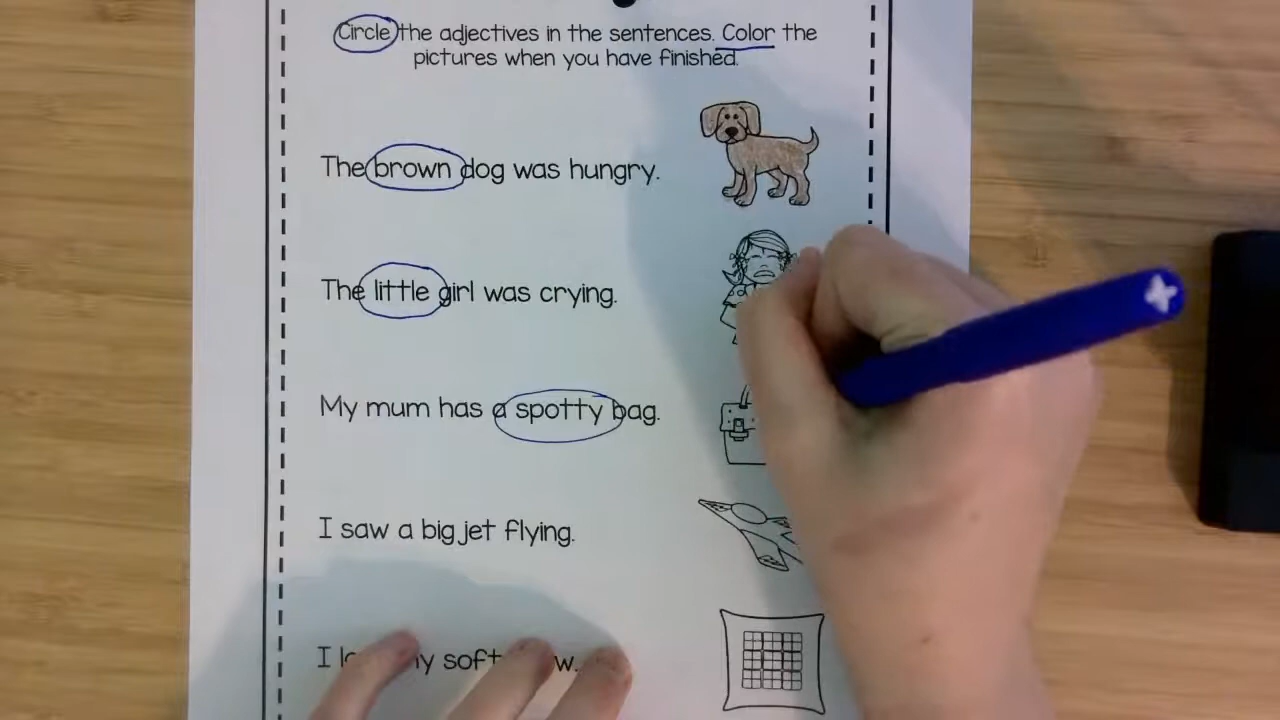 Circle the adjectives in the sentences. Color the
pictures when you have finished.
The brown dog was hungry.
The little girl was crying.
My mum has a spotty bag.
I saw a big jet flying.
I soft